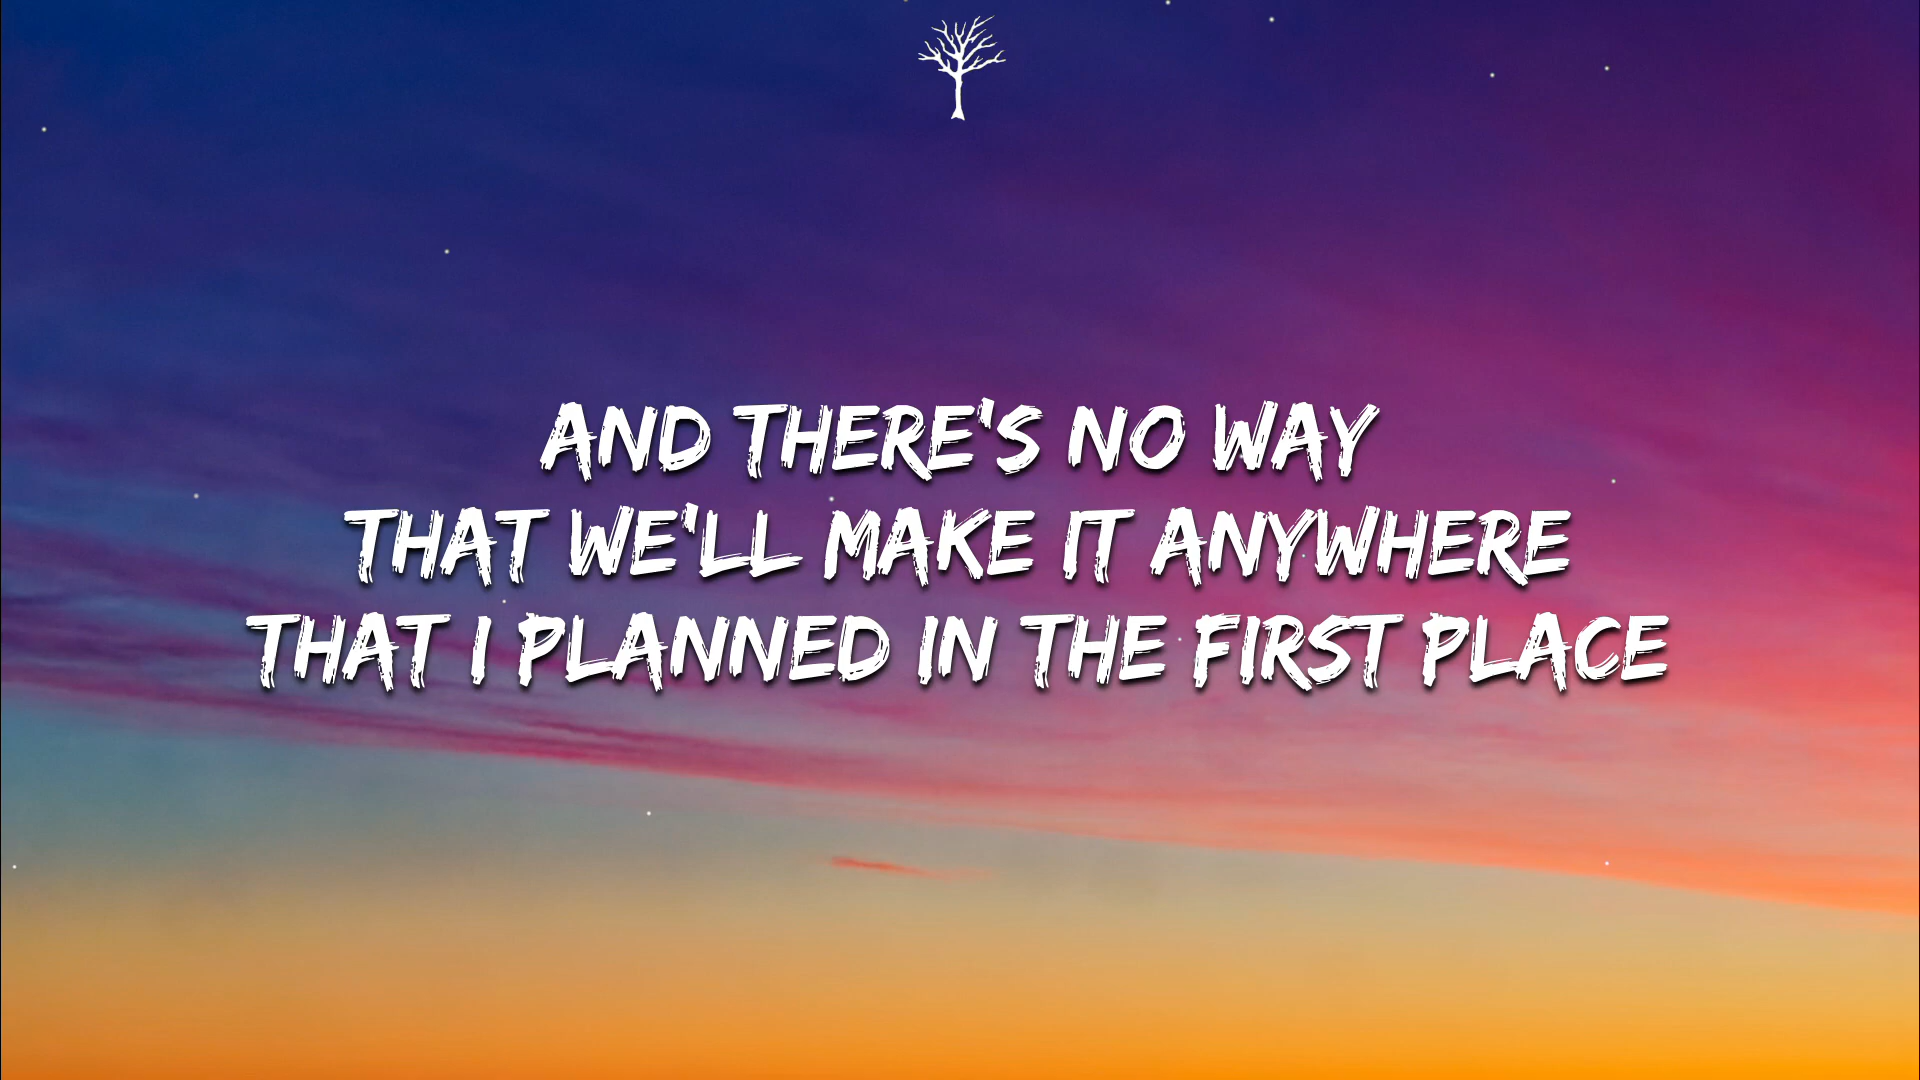 AND THERE'S NO WAY
THAT WE'LL MAKE IT ANYWHERE
THAT I PLANNED IN THE FIRST PLACE